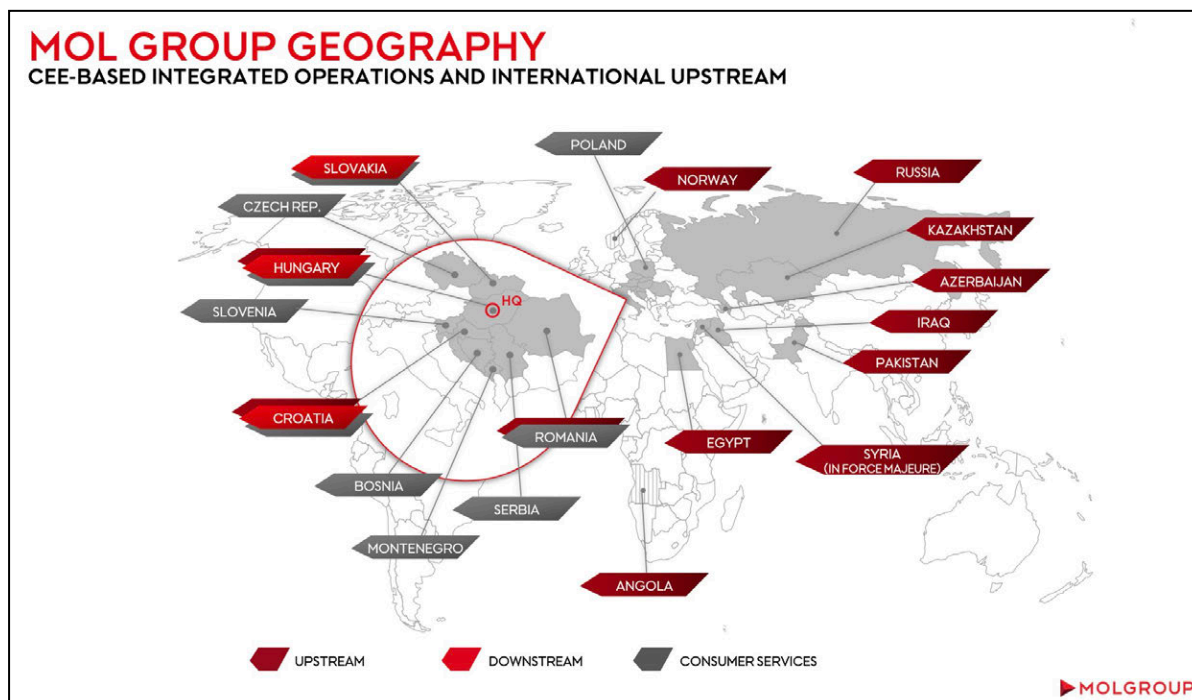 MOL GROUP GEOGRAPHY
CEE-BASED INTEGRATED OPERATIONS AND INTERNATIONAL UPSTREAM
POLAND
SLOVAKIA
NORWAY
RUSSIA
CZECH REP.
KAZAKHSTAN
HUNGARY
AZERBAIJAN
HQ
SLOVENIA
IRAQ
PAKISTAN
CROATIA
ROMANIA
EGYPT
SYRIA
(IN FORCE MAJEURE)
BOSNIA
SERBIA
MONTENEGRO
ANGOLA
UPSTREAM
DOWNSTREAM
CONSUMER SERVICES
MOLGROUP